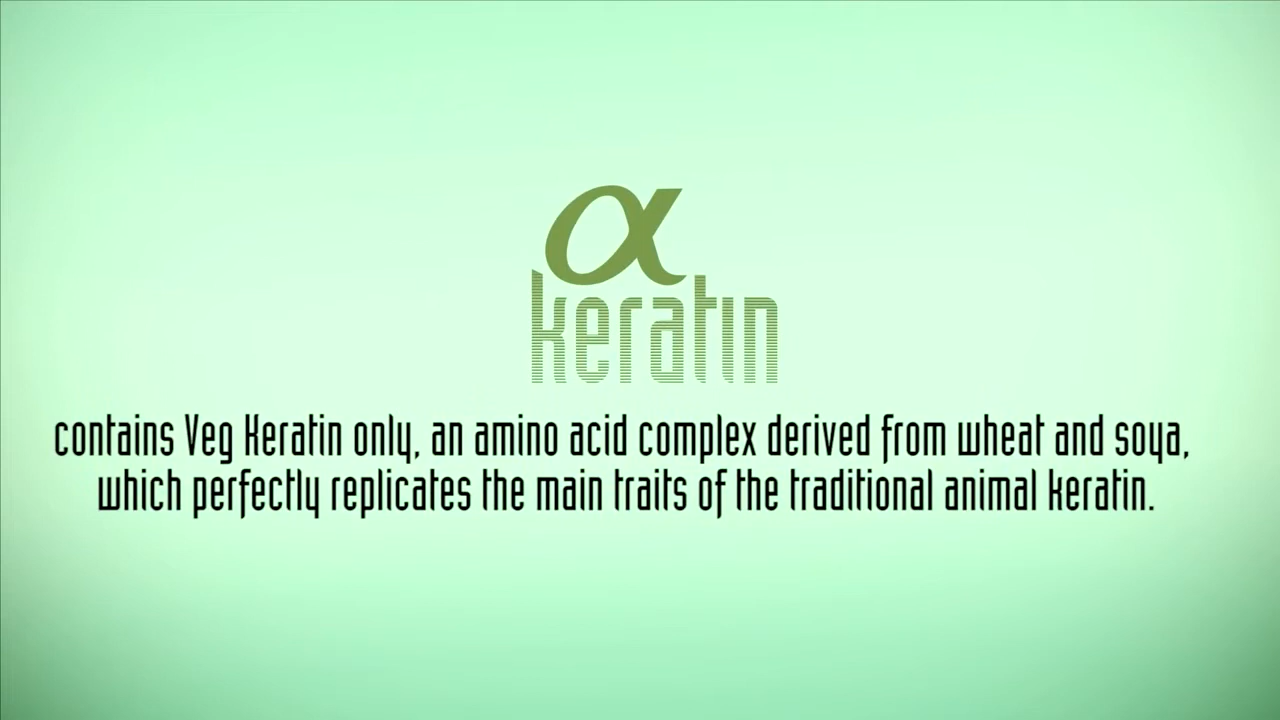 α
keratin
contains Veg Keratin only, an amino acid complex derived from wheat and soya,
which perfectly replicates the main traits of the traditional animal keratin.